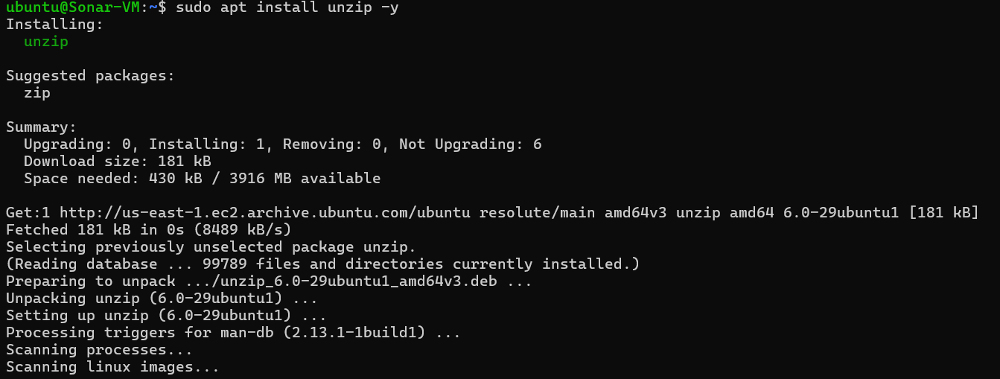 ubuntu@Sonar-VM:~$ sudo apt install unzip -y
Installing:
  unzip

Suggested packages:
  zip

Summary:
  Upgrading: 0, Installing: 1, Removing: 0, Not Upgrading: 6
  Download size: 181 kB
  Space needed: 430 kB / 3916 MB available

Get:1 http://us-east-1.ec2.archive.ubuntu.com/ubuntu resolute/main amd64v3 unzip amd64 6.0-29ubuntu1 [181 kB]
Fetched 181 kB in 0s (8489 kB/s)
Selecting previously unselected package unzip.
(Reading database ... 99789 files and directories currently installed.)
Preparing to unpack .../unzip_6.0-29ubuntu1_amd64v3.deb ...
Unpacking unzip (6.0-29ubuntu1) ...
Setting up unzip (6.0-29ubuntu1) ...
Processing triggers for man-db (2.13.1-1build1) ...
Scanning processes...
Scanning linux images...